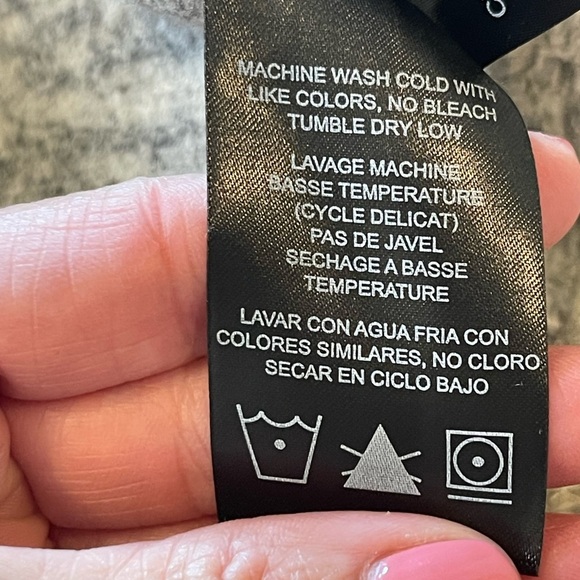 MACHINE WASH COLD WITH
LIKE COLORS, NO BLEACH
TUMBLE DRY LOW
LAVAGE MACHINE
BASSE TEMPERATURE
(CYCLE DELICAT)
PAS DE JAVEL
SECHAGE A BASSE
TEMPERATURE
LAVAR CON AGUA FRIA CON
COLORES SIMILARES, NO CLORO
SECAR EN CICLO BAJO